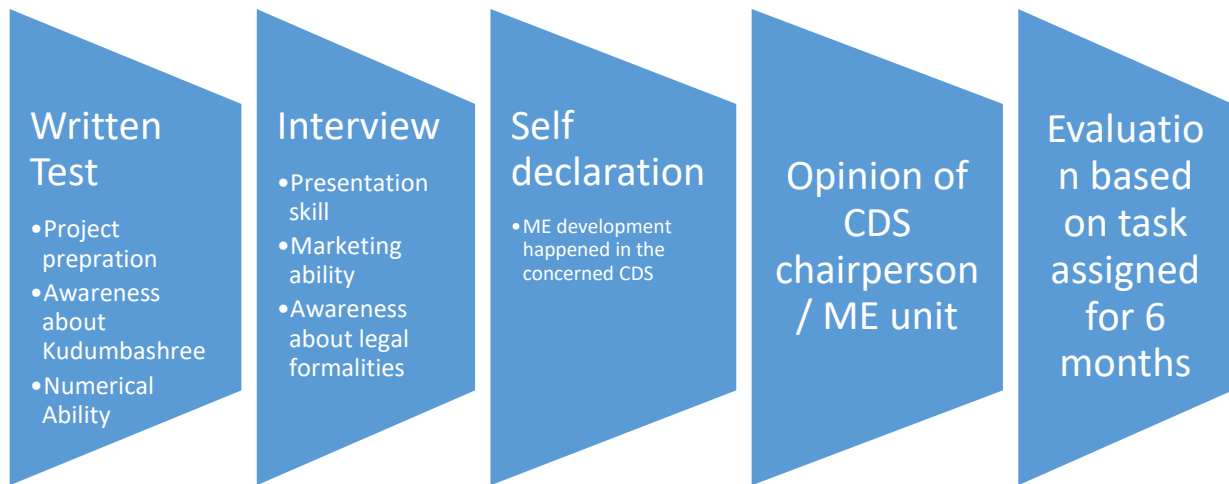 Written
Test
•Project
prepration
•Awareness
about
Kudumbashree
•Numerical
Ability
Interview
•Presentation
skill
•Marketing
ability
•Awareness
about legal
formalities
Self
declaration
•ME development
happened in the
concerned CDS
Opinion of
CDS
chairperson
/ ME unit
Evaluatio
n based
on task
assigned
for 6
months